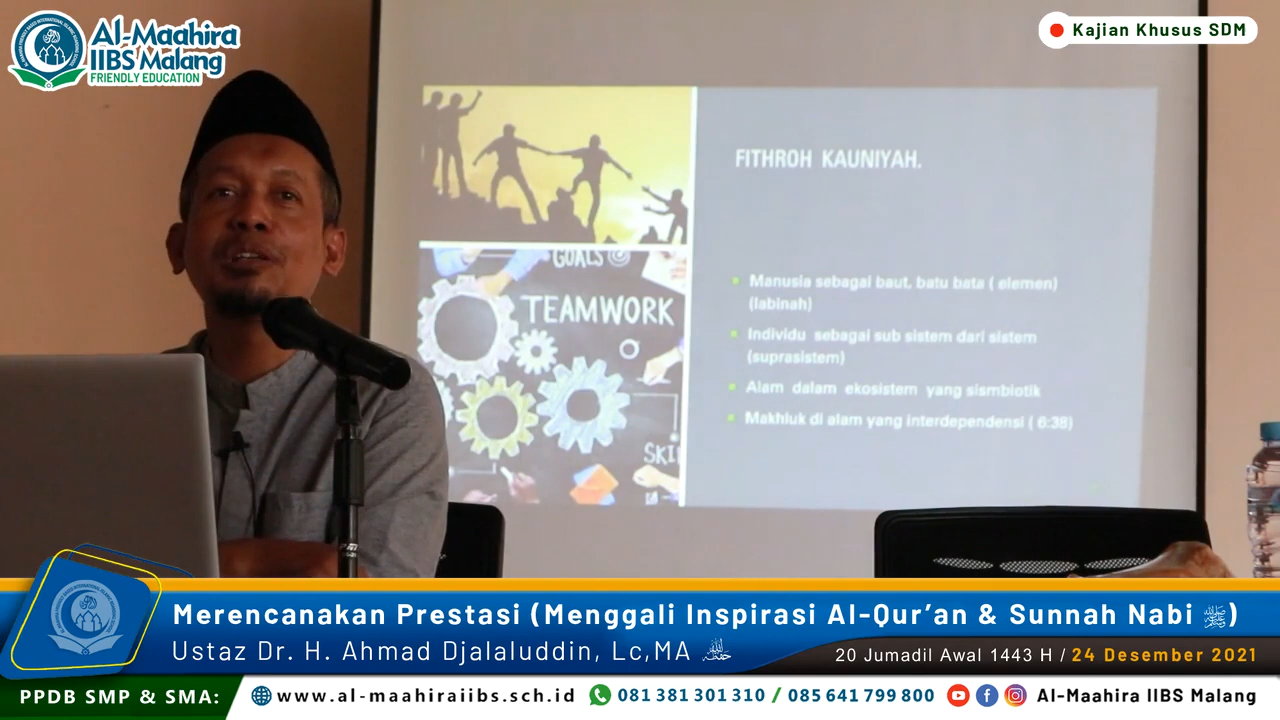 Al-Maahira
IIBS Malang
FRIENDLY EDUCATION
Kajian Khusus SDM
FITHROH KAUNIYAH.
GOALS
TEAMWORK
SKI
Manusia sebagai baut, batu bata ( elemen)
(labinah)
Individu sebagai sub sistem dari sistem
(suprasistem)
Alam dalam ekosistem yang sismbiotik
Makhluk di alam yang interdependensi ( 6:38)
Merencanakan Prestasi (Menggali Inspirasi Al-Qur’an & Sunnah Nabi ﷺ)
Ustaz Dr. H. Ahmad Djalaluddin, Lc,MA
20 Jumadil Awal 1443 H / 24 Desember 2021
PPDB SMP & SMA:
www.al-maahiraiibs.sch.id
081 381 301 310 / 085 641 799 800
Al-Maahira IIBS Malang